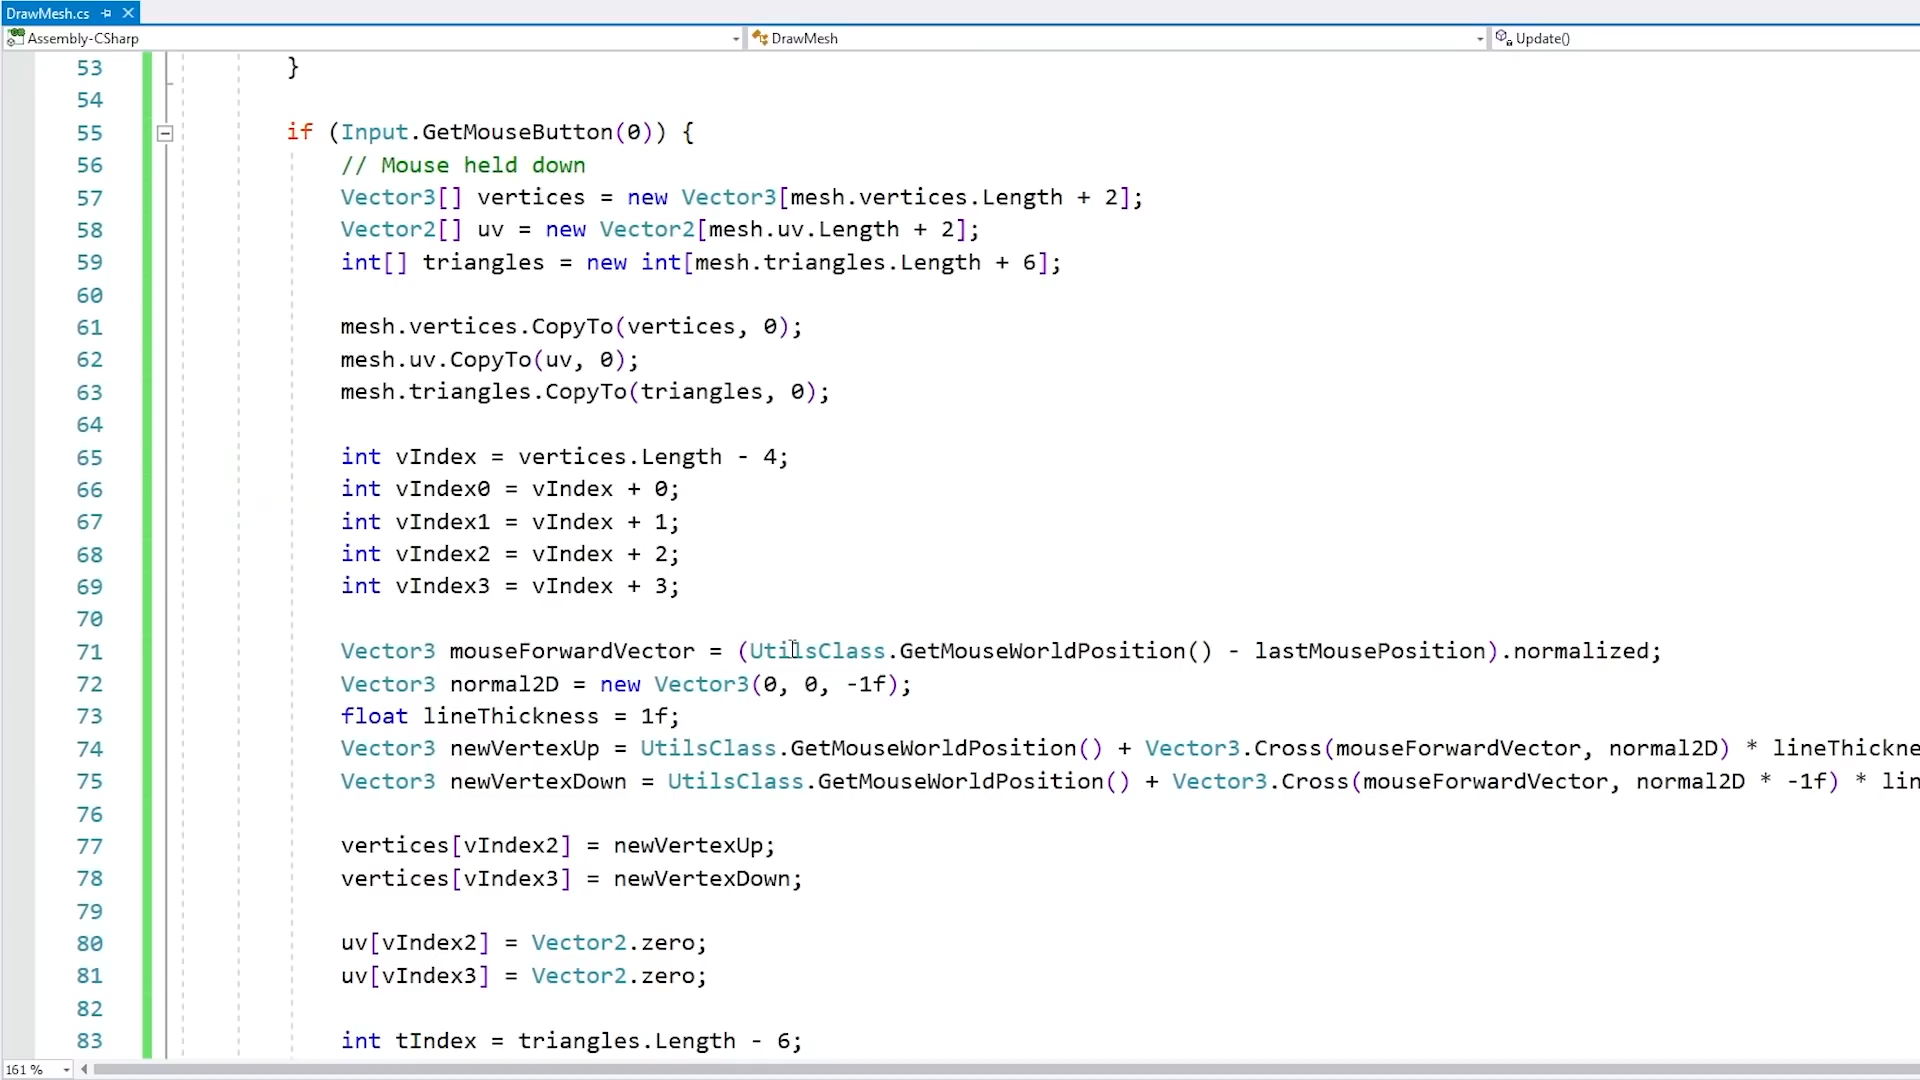 DrawMesh.cs
Assembly-CSharp DrawMesh Update()
53 }
54
55 if (Input.GetMouseButton(0)) {
56 // Mouse held down
57 Vector3[] vertices = new Vector3[mesh.vertices.Length + 2];
58 Vector2[] uv = new Vector2[mesh.uv.Length + 2];
59 int[] triangles = new int[mesh.triangles.Length + 6];
60
61 mesh.vertices.CopyTo(vertices, 0);
62 mesh.uv.CopyTo(uv, 0);
63 mesh.triangles.CopyTo(triangles, 0);
64
65 int vIndex = vertices.Length - 4;
66 int vIndex0 = vIndex + 0;
67 int vIndex1 = vIndex + 1;
68 int vIndex2 = vIndex + 2;
69 int vIndex3 = vIndex + 3;
70
71 Vector3 mouseForwardVector = (UtilsClass.GetMouseWorldPosition() - lastMousePosition).normalized;
72 Vector3 normal2D = new Vector3(0, 0, -1f);
73 float lineThickness = 1f;
74 Vector3 newVertexUp = UtilsClass.GetMouseWorldPosition() + Vector3.Cross(mouseForwardVector, normal2D) * lineThickne
75 Vector3 newVertexDown = UtilsClass.GetMouseWorldPosition() + Vector3.Cross(mouseForwardVector, normal2D * -1f) * lin
76
77 vertices[vIndex2] = newVertexUp;
78 vertices[vIndex3] = newVertexDown;
79
80 uv[vIndex2] = Vector2.zero;
81 uv[vIndex3] = Vector2.zero;
82
83 int tIndex = triangles.Length - 6;
161 %